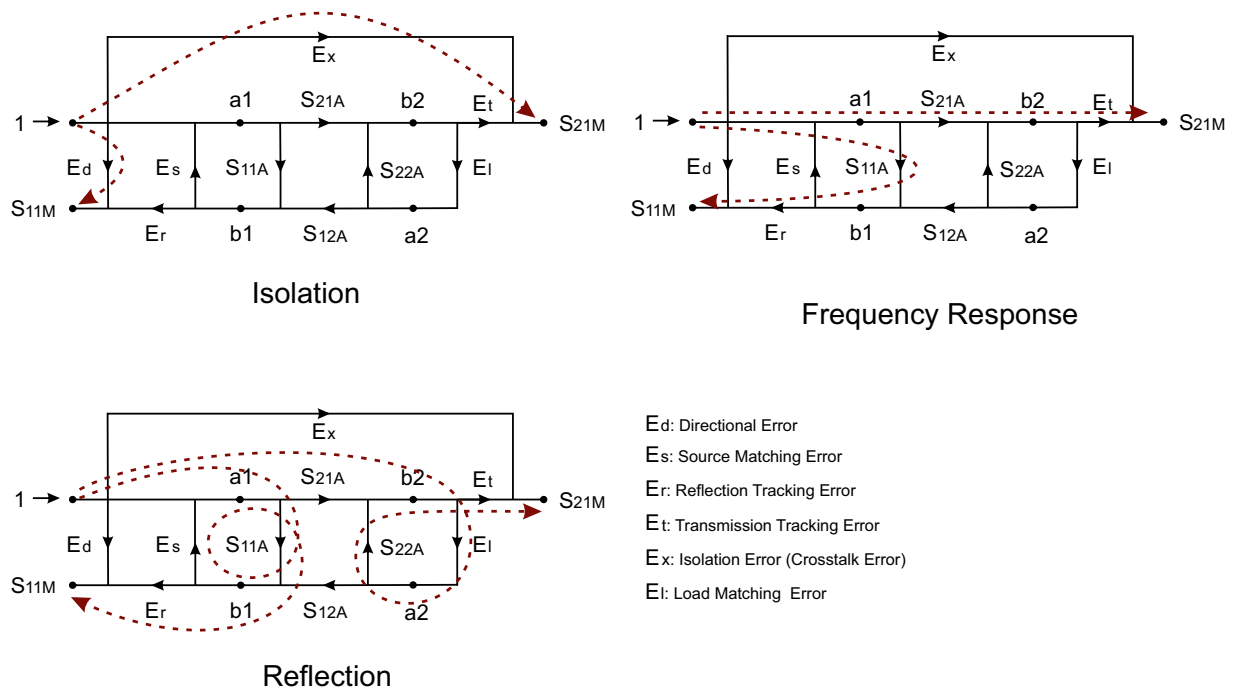 Ex
a1 S21A b2 Et
1 S21M
Ed Es S11A S22A El
S11M
Er b1 S12A a2
Isolation
Ex
a1 S21A b2 Et
1 S21M
Ed Es S11A S22A El
S11M
Er b1 S12A a2
Frequency Response
Ex
a1 S21A b2 Et
1 S21M
Ed Es S11A S22A El
S11M
Er b1 S12A a2
Reflection
Ed: Directional Error
Es: Source Matching Error
Er: Reflection Tracking Error
Et: Transmission Tracking Error
Ex: Isolation Error (Crosstalk Error)
El: Load Matching Error